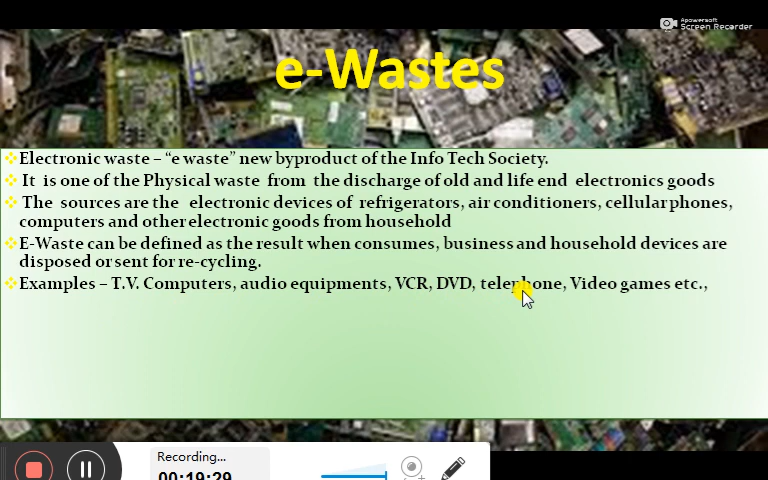 Apowersoft
Screen Recorder
e-Wastes
Electronic waste – “e waste” new byproduct of the Info Tech Society.
It is one of the Physical waste from the discharge of old and life end electronics goods
The sources are the electronic devices of refrigerators, air conditioners, cellular phones,
computers and other electronic goods from household
E-Waste can be defined as the result when consumes, business and household devices are
disposed or sent for re-cycling.
Examples – T.V. Computers, audio equipments, VCR, DVD, telephone, Video games etc.,
Recording...
00:19:29